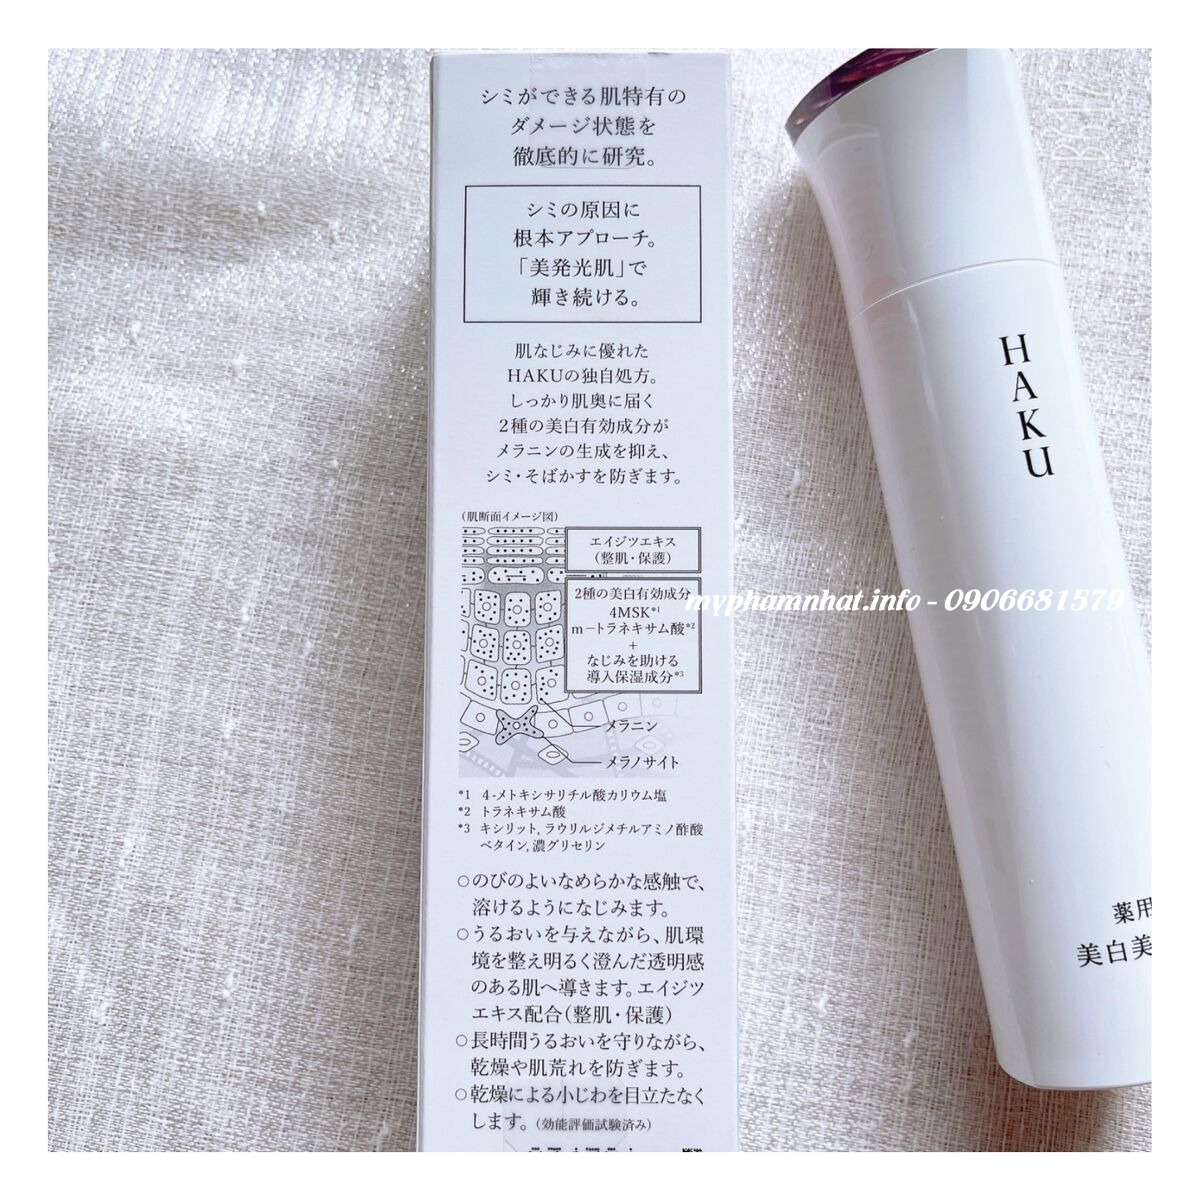 シミができる肌特有の
ダメージ状態を
徹底的に研究。
シミの原因に
根本アプローチ。
「美発光肌」で
輝き続ける。
肌なじみに優れた
HAKUの独自処方。
しっかり肌奥に届く
2種の美白有効成分が
メラニンの生成を抑え、
シミ・そばかすを防ぎます。
(肌断面イメージ図)
エイジツエキス
(整肌・保護)
2種の美白有効成分
4MSK*1
m－トラネキサム酸*2
+
なじみを助ける
導入保湿成分*3
メラニン
メラノサイト
*1 4-メトキシサリチル酸カリウム塩
*2 トラネキサム酸
*3 キシリット, ラウリルジメチルアミノ酢酸
ベタイン, 濃グリセリン
○のびのよいなめらかな感触で、
溶けるようになじみます。
○うるおいを与えながら、肌環
境を整え明るく澄んだ透明感
のある肌へ導きます。エイジツ
エキス配合(整肌・保護)
○長時間うるおいを守りながら、
乾燥や肌荒れを防ぎます。
○乾燥による小じわを目立たなく
します。(効能評価試験済み)
HAKU
薬用
美白美
myphamnhat.info - 0906681579
B612